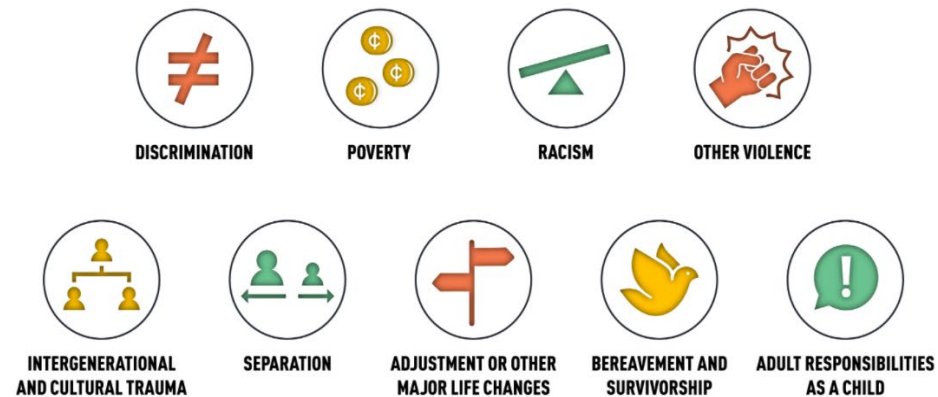 DISCRIMINATION
POVERTY
RACISM
OTHER VIOLENCE
INTERGENERATIONAL
AND CULTURAL TRAUMA
SEPARATION
ADJUSTMENT OR OTHER
MAJOR LIFE CHANGES
BEREAVEMENT AND
SURVIVORSHIP
ADULT RESPONSIBILITIES
AS A CHILD